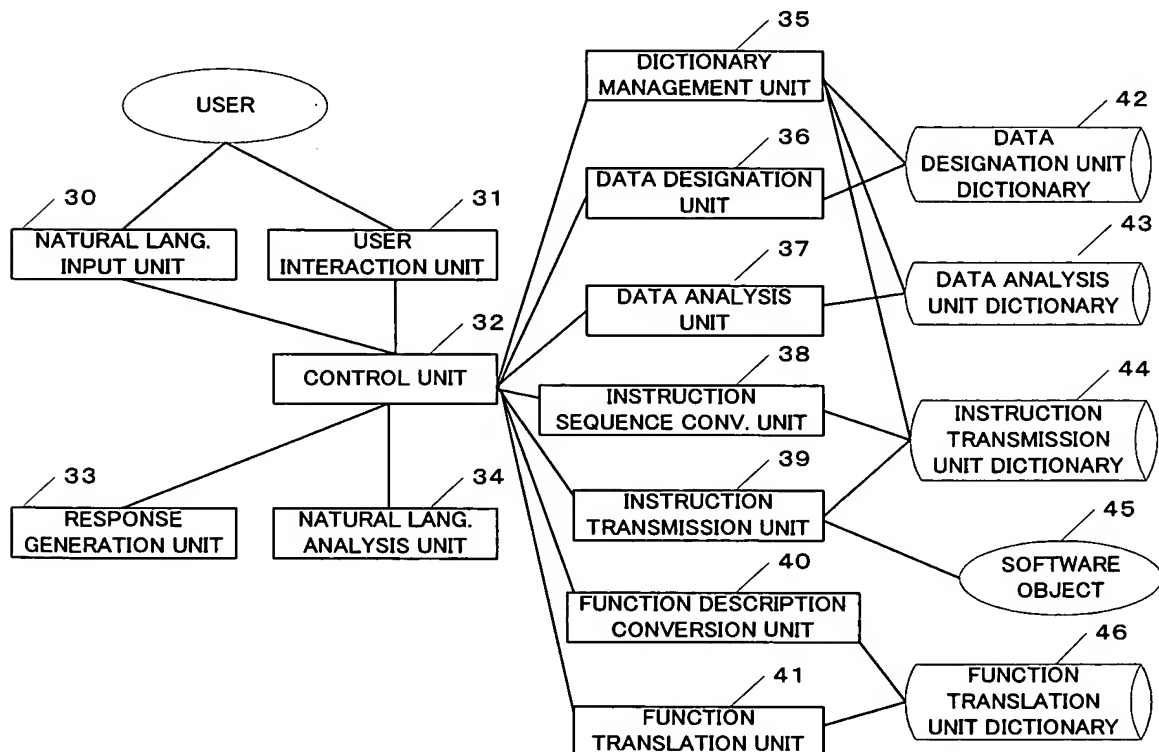 USER
30
NATURAL LANG.
INPUT UNIT
31
USER
INTERACTION UNIT
32
CONTROL UNIT
33
RESPONSE
GENERATION UNIT
34
NATURAL LANG.
ANALYSIS UNIT
35
DICTIONARY
MANAGEMENT UNIT
36
DATA DESIGNATION
UNIT
37
DATA ANALYSIS
UNIT
38
INSTRUCTION
SEQUENCE CONV. UNIT
39
INSTRUCTION
TRANSMISSION UNIT
40
FUNCTION DESCRIPTION
CONVERSION UNIT
41
FUNCTION
TRANSLATION UNIT
42
DATA
DESIGNATION UNIT
DICTIONARY
43
DATA ANALYSIS
UNIT DICTIONARY
44
INSTRUCTION
TRANSMISSION
UNIT DICTIONARY
45
SOFTWARE
OBJECT
46
FUNCTION
TRANSLATION
UNIT DICTIONARY